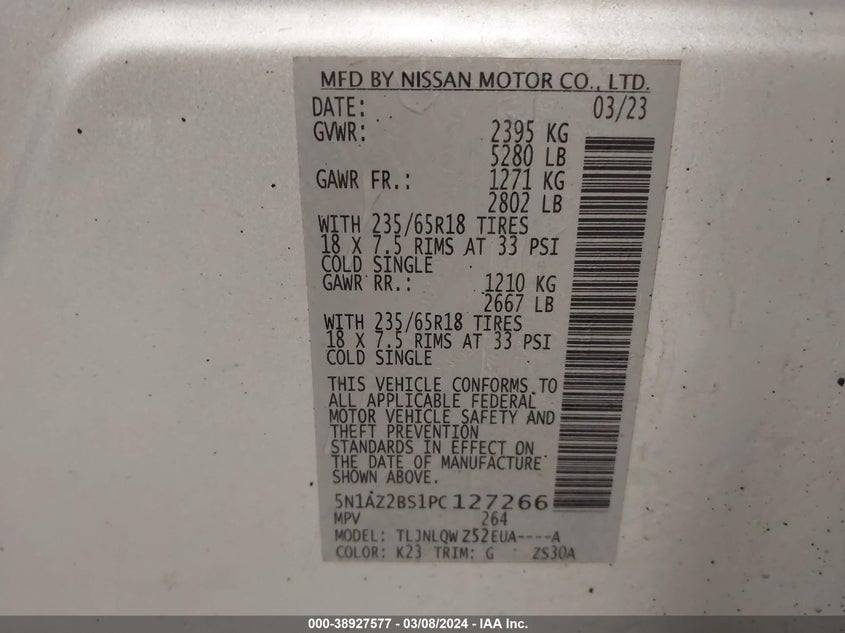 MFD BY NISSAN MOTOR CO., LTD.
DATE: 03/23
GVWR: 2395 KG
5280 LB
GAWR FR.: 1271 KG
2802 LB
WITH 235/65R18 TIRES
18 X 7.5 RIMS AT 33 PSI
COLD SINGLE
GAWR RR.: 1210 KG
2667 LB
WITH 235/65R18 TIRES
18 X 7.5 RIMS AT 33 PSI
COLD SINGLE
THIS VEHICLE CONFORMS TO
ALL APPLICABLE FEDERAL
MOTOR VEHICLE SAFETY AND
THEFT PREVENTION
STANDARDS IN EFFECT ON
THE DATE OF MANUFACTURE
SHOWN ABOVE.
5N1AZ2BS1PC127266
MPV 264
MODEL: TLJNLQW Z52EUA----A
COLOR: K23 TRIM: G ZS30A
000-38927577 — 03/08/2024 — IAA Inc.